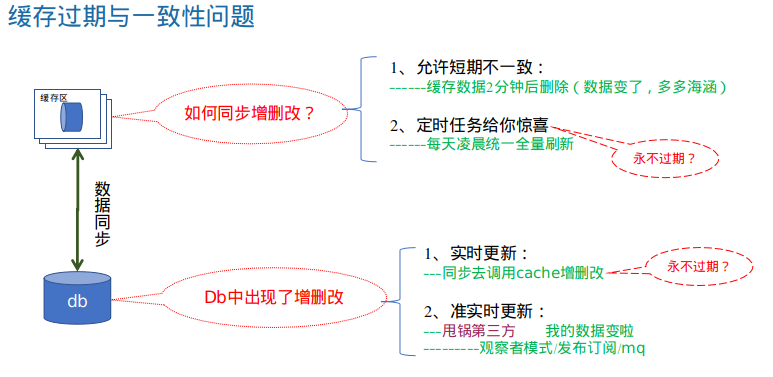 缓存过期与一致性问题
缓存区
如何同步增删改？
1、允许短期不一致：
------缓存数据2分钟后删除（数据变了，多多海涵）
2、定时任务给你惊喜
------每天凌晨统一全量刷新
永不过期？
数据同步
db
Db中出现了增删改
1、实时更新：
---同步去调用cache增删改
永不过期？
2、准实时更新：
---甩锅第三方 我的数据变啦
---------观察者模式/发布订阅/mq